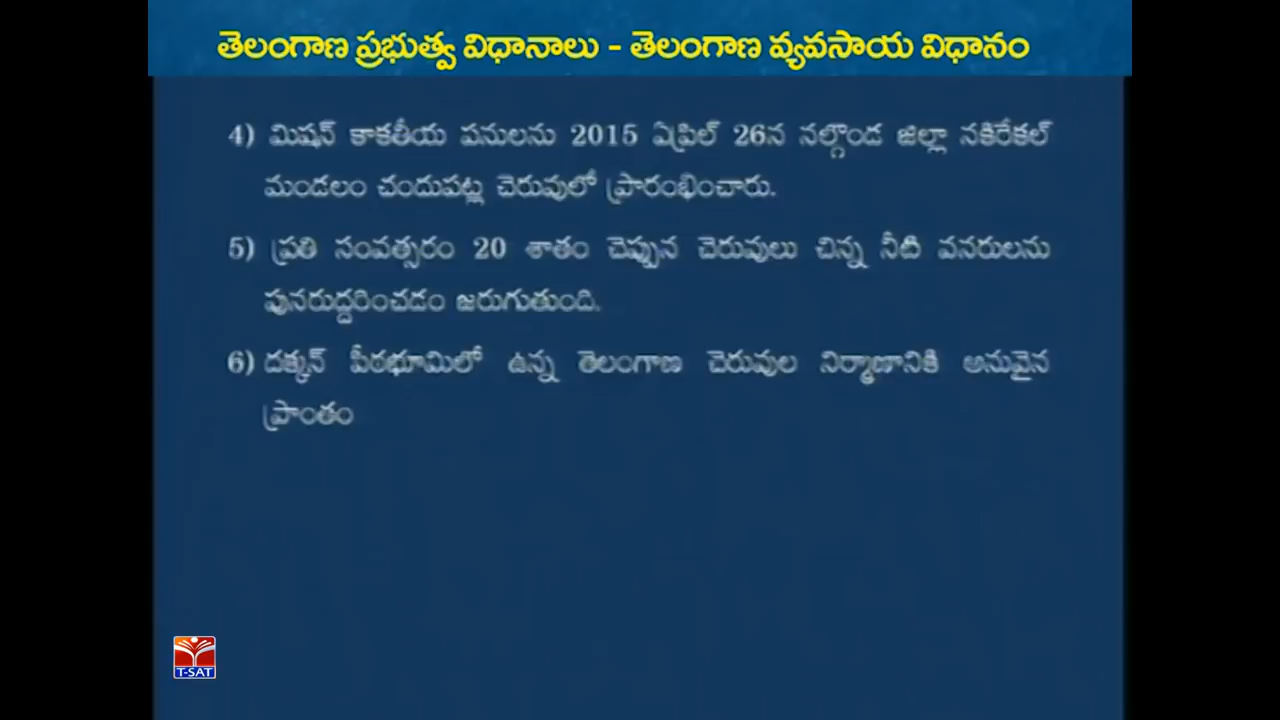 తెలంగాణ ప్రభుత్వ విధానాలు - తెలంగాణ వ్యవసాయ విధానం
4) మిషన్ కాకతీయ పనులను 2015 ఏప్రిల్ 26న నల్గొండ జిల్లా నకిరేకల్
మండలం చందుపట్ల చెరువులో ప్రారంభించారు.
5) ప్రతి సంవత్సరం 20 శాతం చెప్పున చెరువులు చిన్న నీటి వనరులను
పునరుద్దరించడం జరుగుతుంది.
6) దక్కన్ పీఠభూమిలో ఉన్న తెలంగాణ చెరువుల నిర్మాణానికి అనువైన
ప్రాంతం
T-SAT